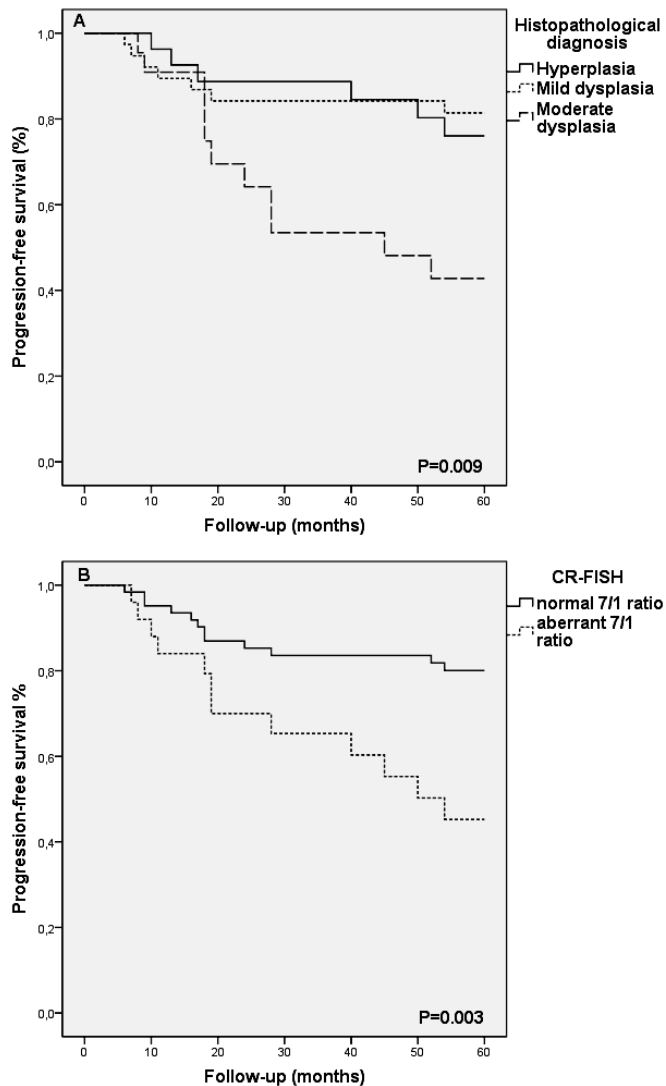 A
Histopathological
diagnosis
Hyperplasia
Mild dysplasia
Moderate
dysplasia
Progression-free survival (%)
1,0
0,8
0,6
0,4
0,2
0,0
P=0.009
0 10 20 30 40 50 60
Follow-up (months)
B
CR-FISH
normal 7/1 ratio
aberrant 7/1
ratio
Progression-free survival %
1,0
0,8
0,6
0,4
0,2
0,0
P=0.003
0 10 20 30 40 50 60
Follow-up (months)